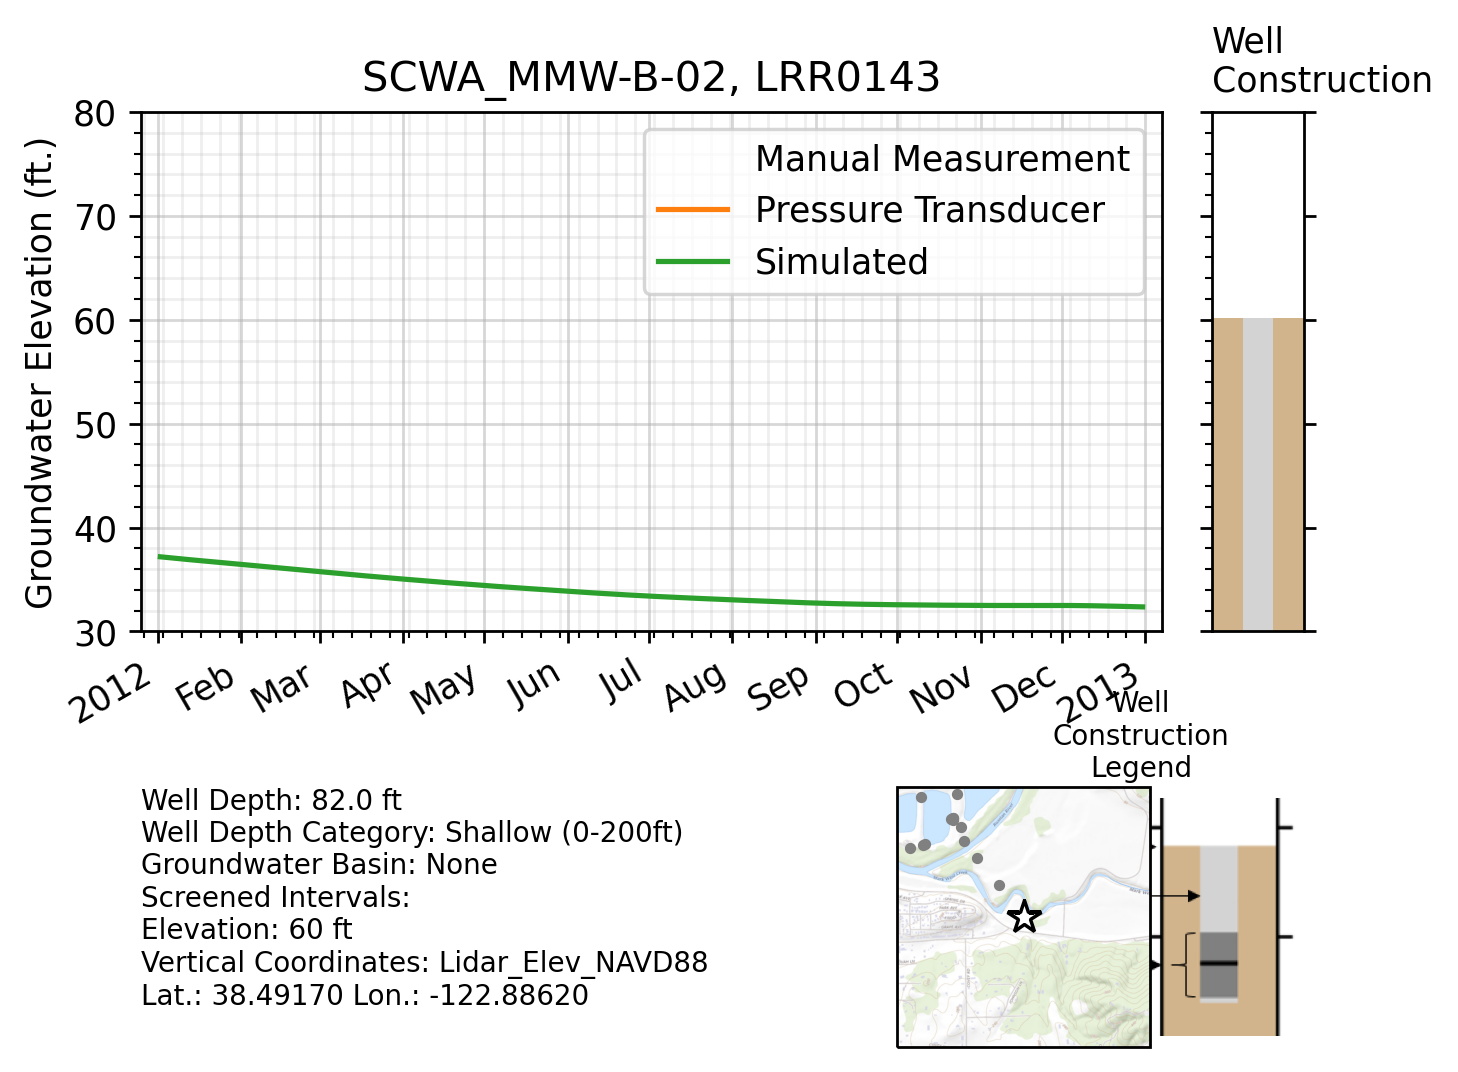 Well
Construction
SCWA_MMW-B-02, LRR0143
80
70
60
50
40
30
Groundwater Elevation (ft.)
Manual Measurement
Pressure Transducer
Simulated
2012
Feb
Mar
Apr
May
Jun
Jul
Aug
Sep
Oct
Nov
Dec
2013
Well
Construction
Legend
Well Depth: 82.0 ft
Well Depth Category: Shallow (0-200ft)
Groundwater Basin: None
Screened Intervals:
Elevation: 60 ft
Vertical Coordinates: Lidar_Elev_NAVD88
Lat.: 38.49170 Lon.: -122.88620